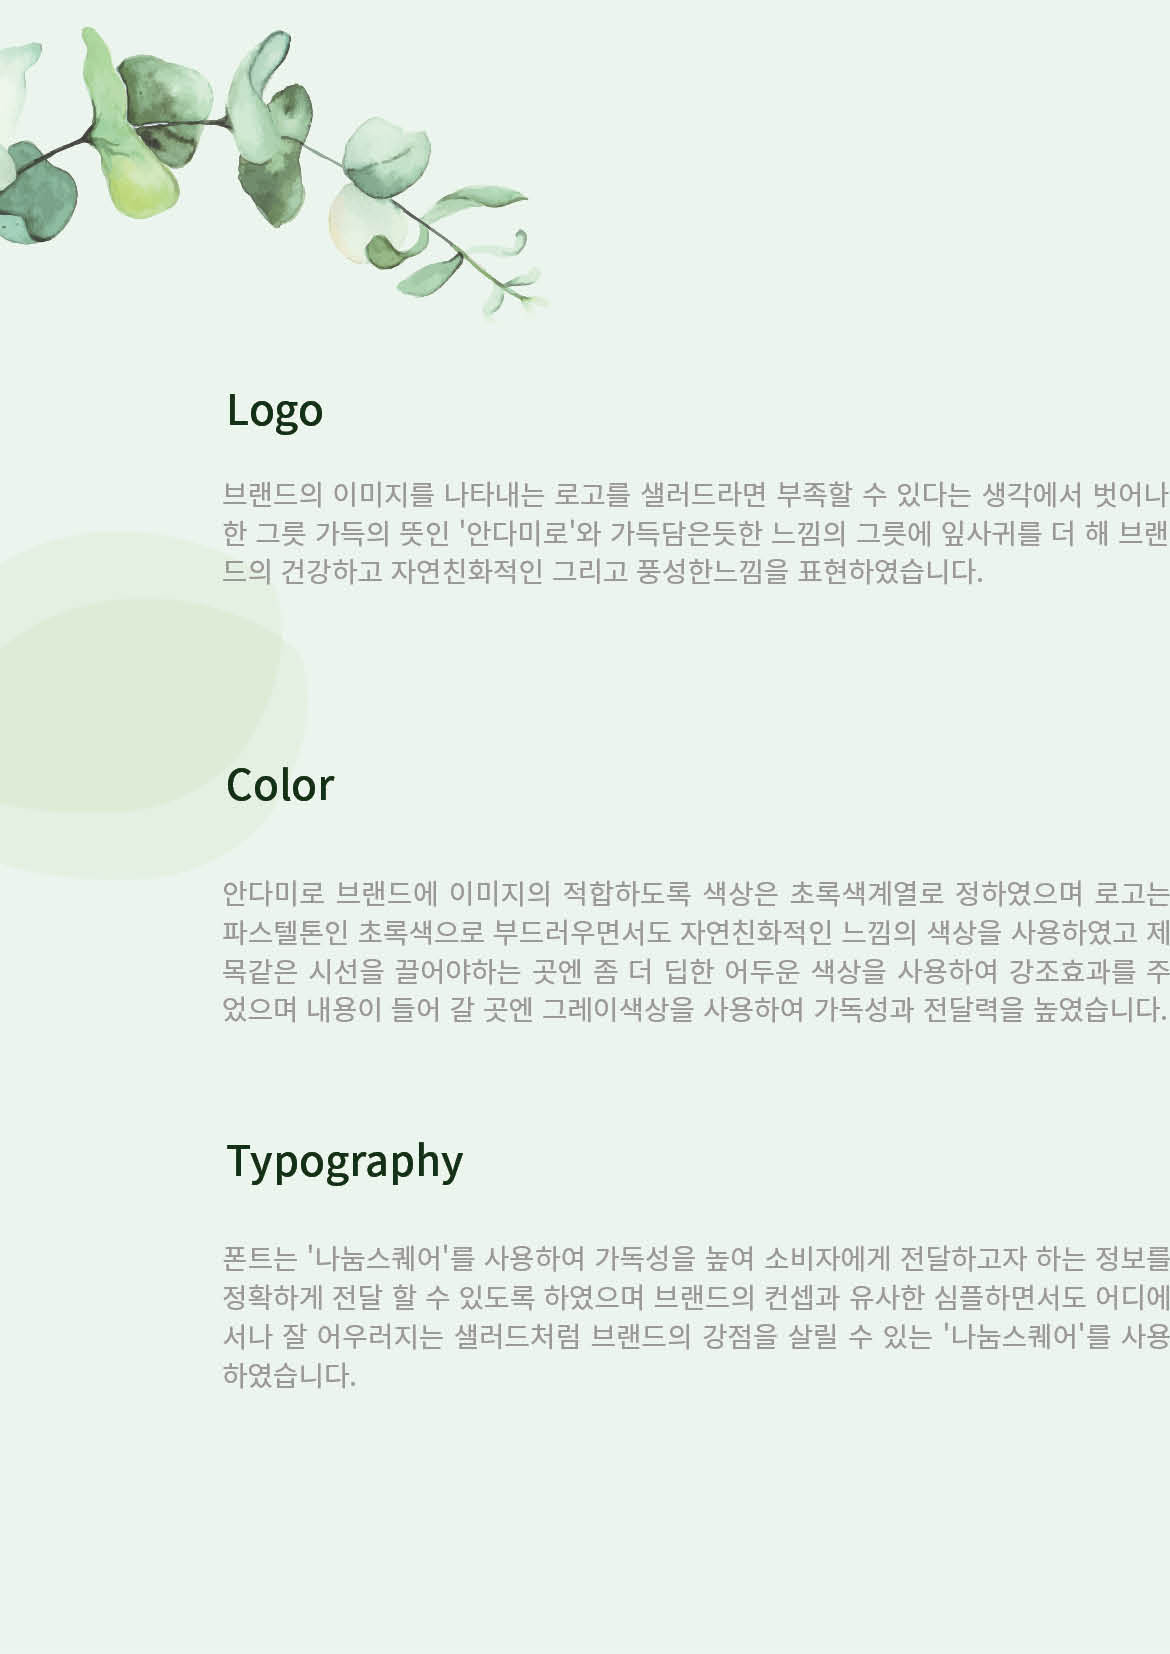 Logo
브랜드의 이미지를 나타내는 로고를 샐러드라면 부족할 수 있다는 생각에서 벗어나
한 그릇 가득의 뜻인 '안다미로'와 가득담은듯한 느낌의 그릇에 잎사귀를 더 해 브랜
드의 건강하고 자연친화적인 그리고 풍성한느낌을 표현하였습니다.
Color
안다미로 브랜드에 이미지의 적합하도록 색상은 초록색계열로 정하였으며 로고는
파스텔톤인 초록색으로 부드러우면서도 자연친화적인 느낌의 색상을 사용하였고 제
목같은 시선을 끌어야하는 곳엔 좀 더 딥한 어두운 색상을 사용하여 강조효과를 주
었으며 내용이 들어 갈 곳엔 그레이색상을 사용하여 가독성과 전달력을 높였습니다.
Typography
폰트는 '나눔스퀘어'를 사용하여 가독성을 높여 소비자에게 전달하고자 하는 정보를
정확하게 전달 할 수 있도록 하였으며 브랜드의 컨셉과 유사한 심플하면서도 어디에
서나 잘 어우러지는 샐러드처럼 브랜드의 강점을 살릴 수 있는 '나눔스퀘어'를 사용
하였습니다.